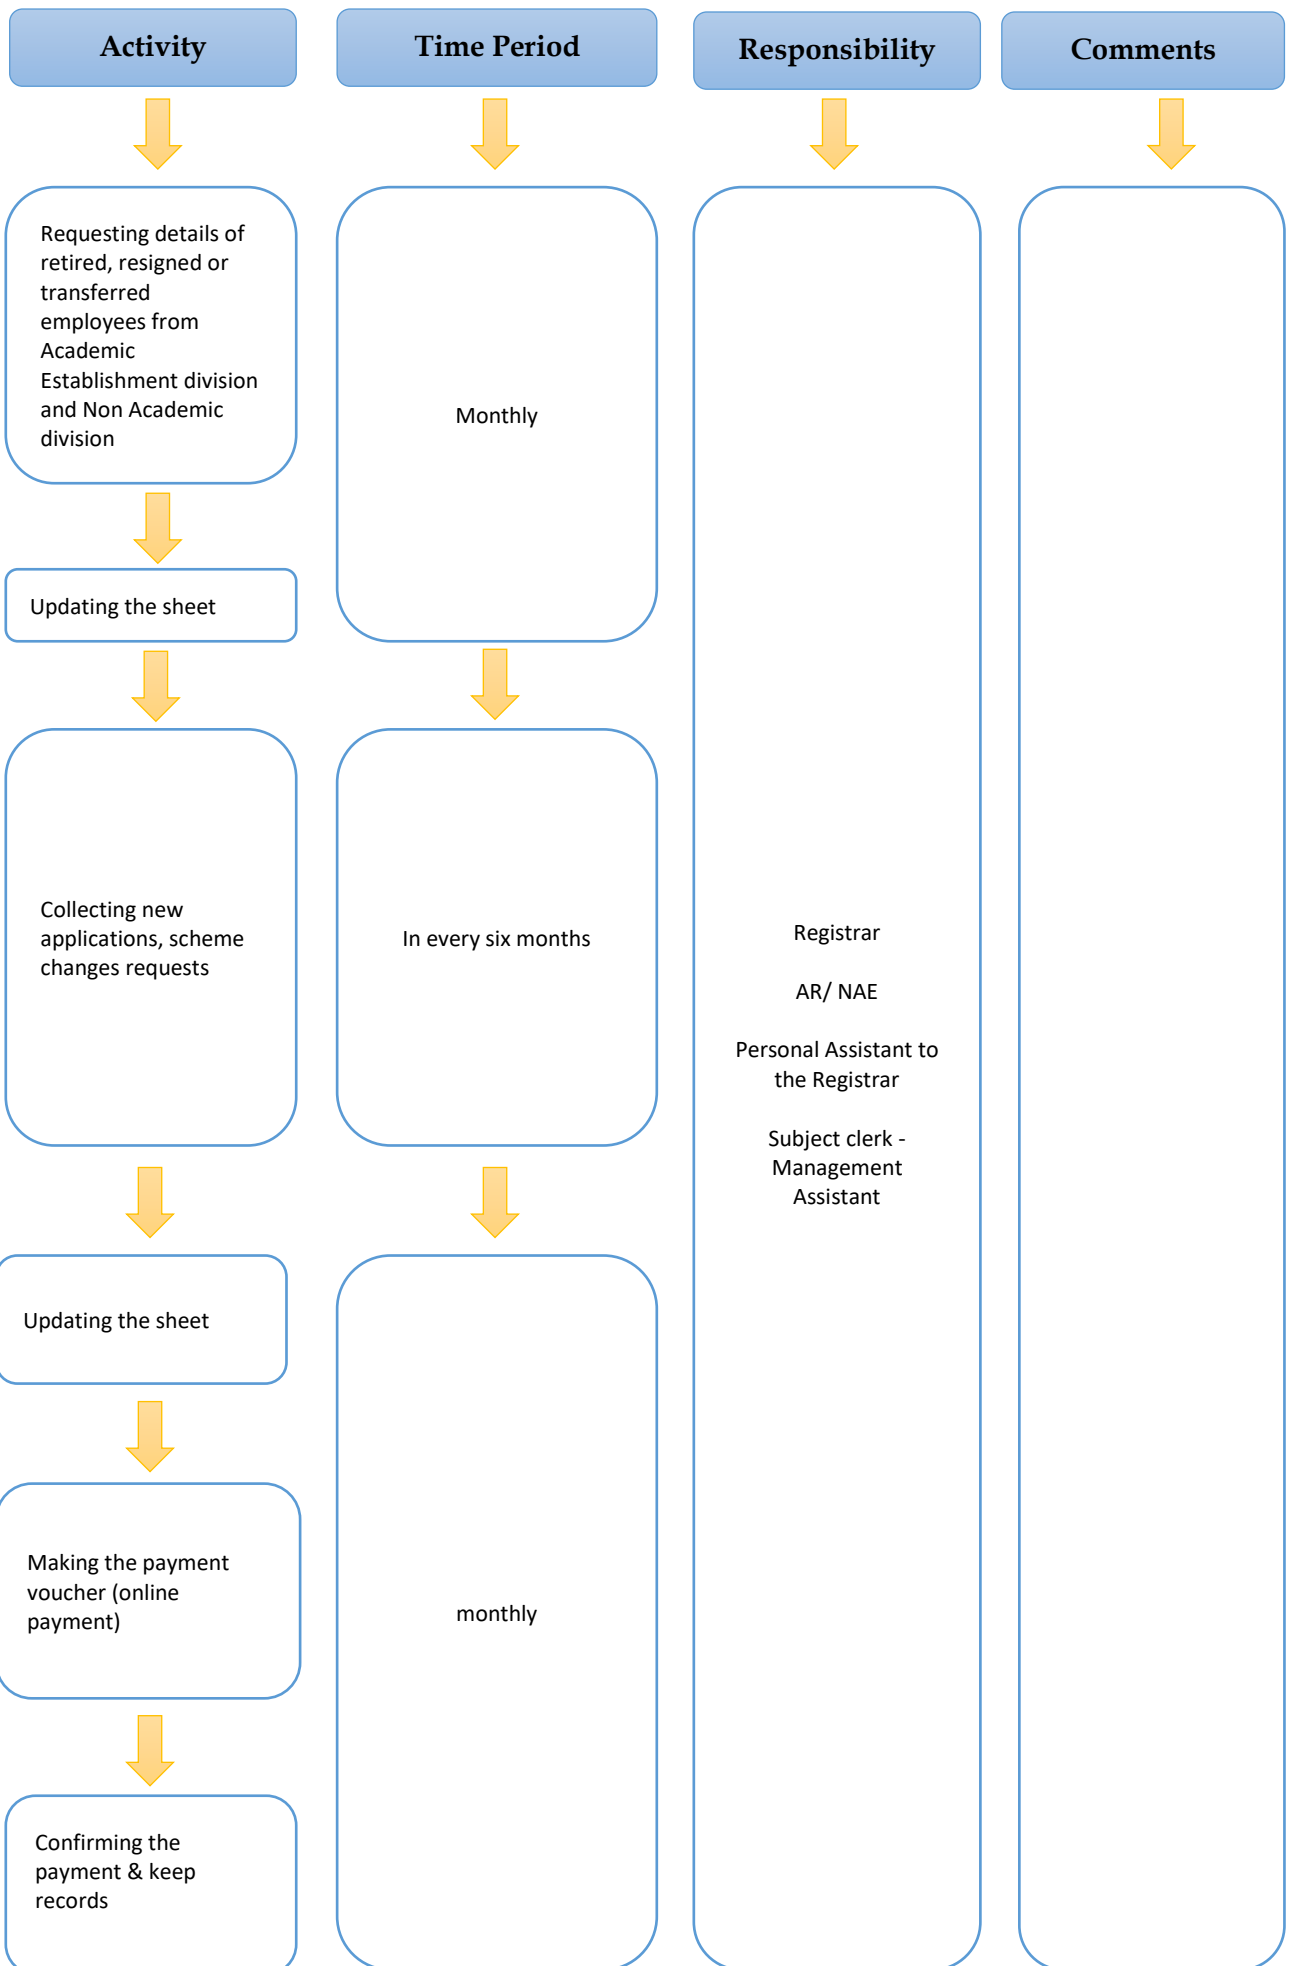 Activity
Time Period
Responsibility
Comments
Requesting details of
retired, resigned or
transferred
employees from
Academic
Establishment division
and Non Academic
division
Monthly
Updating the sheet
Collecting new
applications, scheme
changes requests
In every six months
Registrar
AR/ NAE
Personal Assistant to
the Registrar
Subject clerk -
Management
Assistant
Updating the sheet
Making the payment
voucher (online
payment)
monthly
Confirming the
payment & keep
records